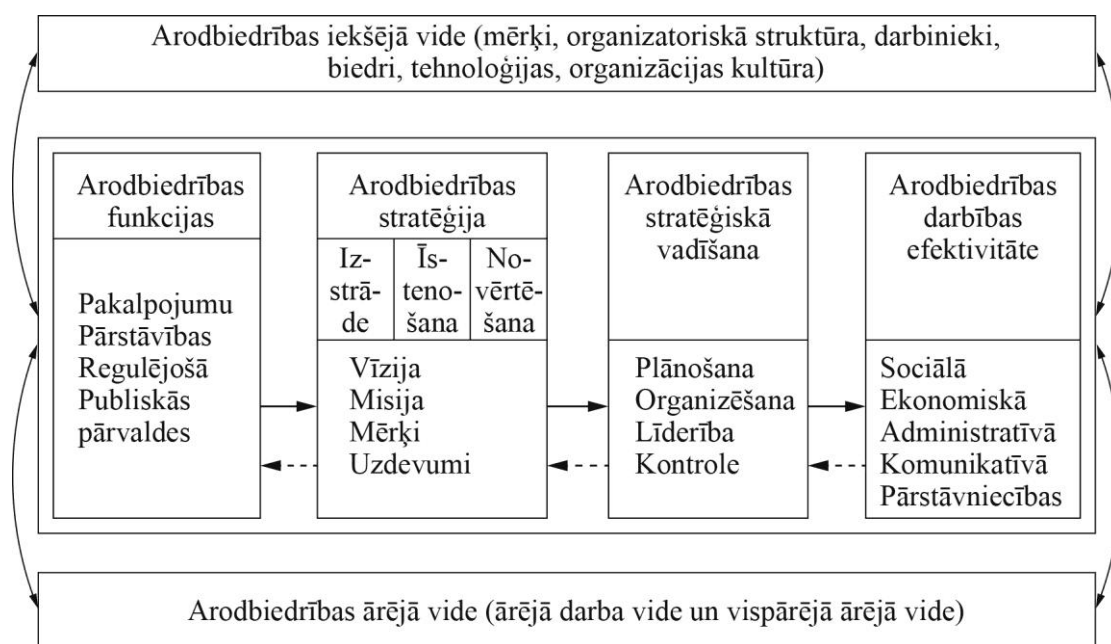 Arodbiedrības iekšējā vide (mērķi, organizatoriskā struktūra, darbinieki,
biedri, tehnoloģijas, organizācijas kultūra)
Arodbiedrības
funkcijas
Pakalpojumu
Pārstāvības
Regulējošā
Publiskās
pārvaldes
Arodbiedrības
stratēģija
Iz-
strā-
de
Īs-
teno-
šana
No-
vērtē-
šana
Vīzija
Misija
Mērķi
Uzdevumi
Arodbiedrības
stratēģiskā
vadīšana
Plānošana
Organizēšana
Līderība
Kontrole
Arodbiedrības
darbības
efektivitāte
Sociālā
Ekonomiskā
Administratīvā
Komunikatīvā
Pārstāvniecības
Arodbiedrības ārējā vide (ārējā darba vide un vispārējā ārējā vide)